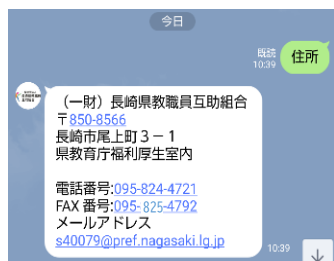 今日
既読
10:39
住所
（一財）長崎県教職員互助組合
〒850-8566
長崎市尾上町３－１
県教育庁福利厚生室内
電話番号:095-824-4721
FAX 番号:095-825-4792
メールアドレス
s40079@pref.nagasaki.lg.jp
10:39